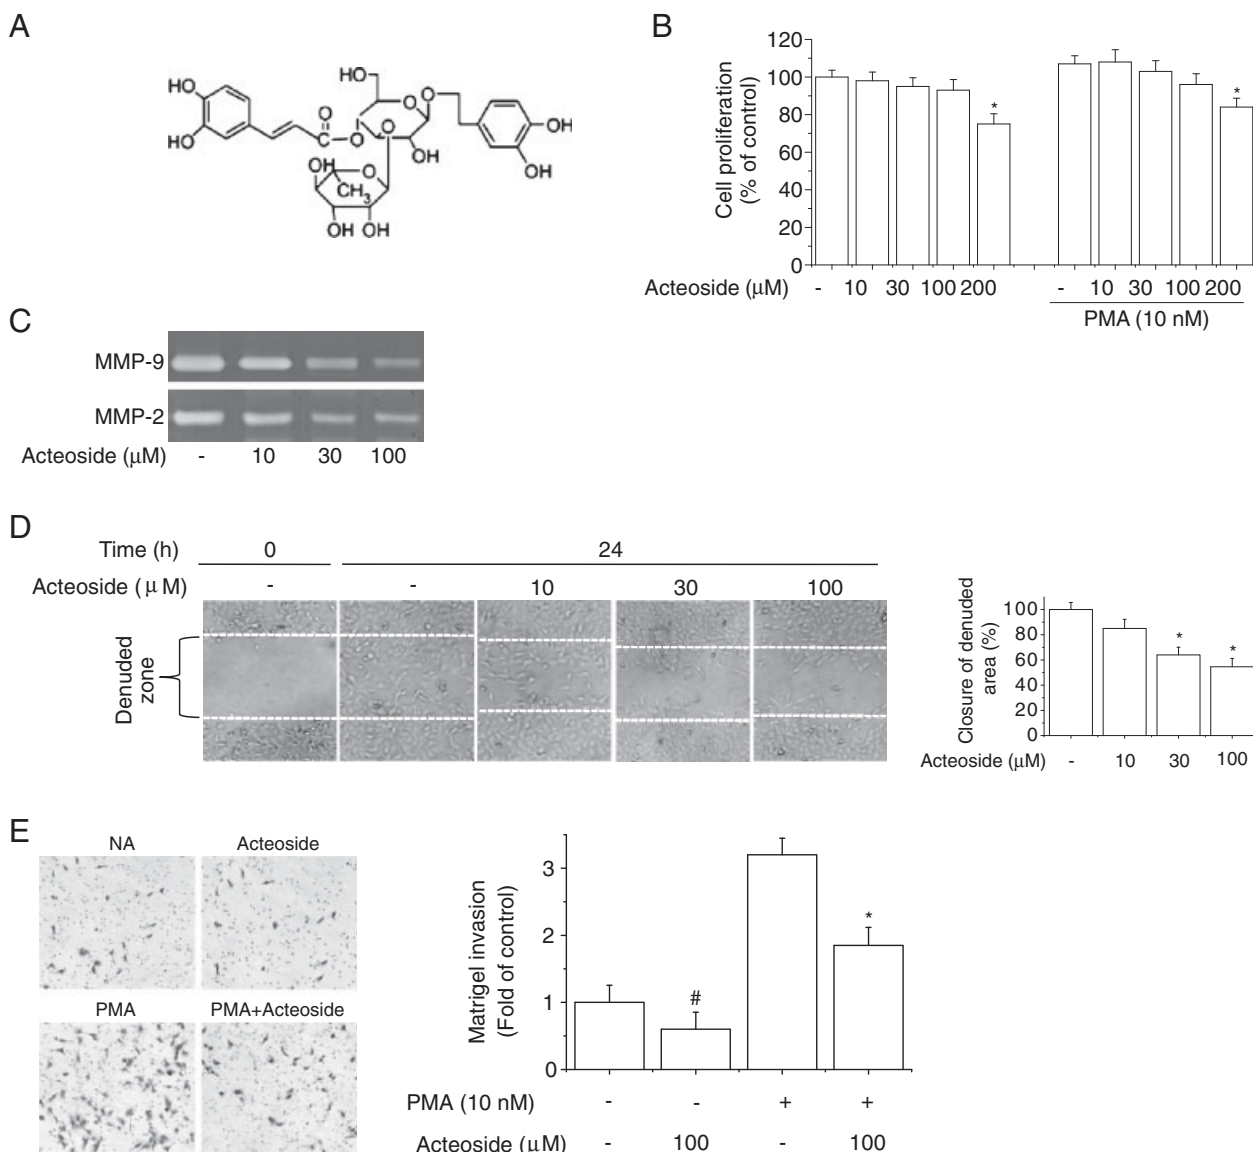 A
HO
HO
O
C
O
HO
O
O
O
OH
OH
OH
OH
O
CH3
OH
OH
B
Cell proliferation
(% of control)
120
100
80
60
40
20
0
*
*
Acteoside (μM) - 10 30 100 200 - 10 30 100 200
PMA (10 nM)
C
MMP-9
MMP-2
Acteoside (μM) - 10 30 100
D
Time (h) 0 24
Acteoside (μ M) - - 10 30 100
Denuded
zone
Closure of denuded
area (%)
100
80
60
40
20
0
*
*
Acteoside (μM) - 10 30 100
E
NA Acteoside
PMA PMA+Acteoside
Matrigel invasion
(Fold of control)
3
2
1
0
#
*
PMA (10 nM) - - + +
Acteoside (μM) - 100 - 100